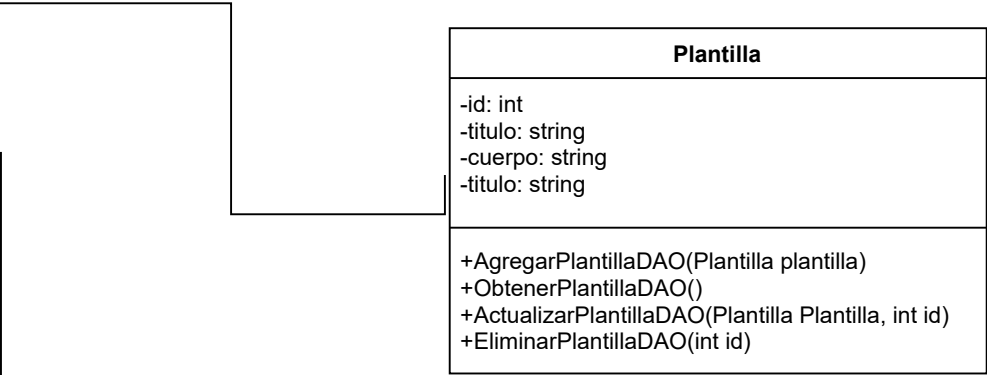 Plantilla
-id: int
-titulo: string
-cuerpo: string
-titulo: string
+AgregarPlantillaDAO(Plantilla plantilla)
+ObtenerPlantillaDAO()
+ActualizarPlantillaDAO(Plantilla Plantilla, int id)
+EliminarPlantillaDAO(int id)